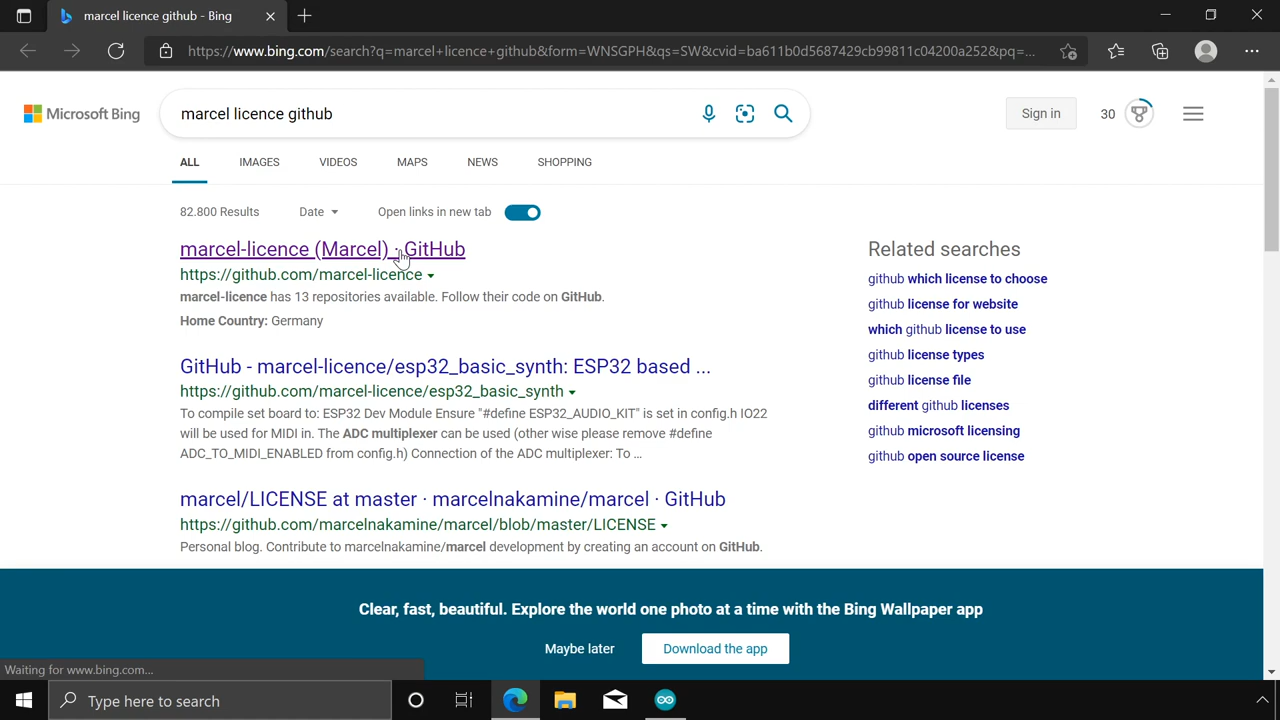 marcel licence github - Bing
https://www.bing.com/search?q=marcel+licence+github&form=WNSGPH&qs=SW&cvid=ba611b0d5687429cb99811c04200a252&pq=...
Microsoft Bing
marcel licence github
Sign in
30
ALL IMAGES VIDEOS MAPS NEWS SHOPPING
82.800 Results Date Open links in new tab
marcel-licence (Marcel) · GitHub
https://github.com/marcel-licence
marcel-licence has 13 repositories available. Follow their code on GitHub.
Home Country: Germany
GitHub - marcel-licence/esp32_basic_synth: ESP32 based ...
https://github.com/marcel-licence/esp32_basic_synth
To compile set board to: ESP32 Dev Module Ensure "#define ESP32_AUDIO_KIT" is set in config.h IO22
will be used for MIDI in. The ADC multiplexer can be used (other wise please remove #define
ADC_TO_MIDI_ENABLED from config.h) Connection of the ADC multiplexer: To ...
marcel/LICENSE at master · marcelnakamine/marcel · GitHub
https://github.com/marcelnakamine/marcel/blob/master/LICENSE
Personal blog. Contribute to marcelnakamine/marcel development by creating an account on GitHub.
Related searches
github which license to choose
github license for website
which github license to use
github license types
github license file
different github licenses
github microsoft licensing
github open source license
Clear, fast, beautiful. Explore the world one photo at a time with the Bing Wallpaper app
Maybe later Download the app
Waiting for www.bing.com...
Type here to search